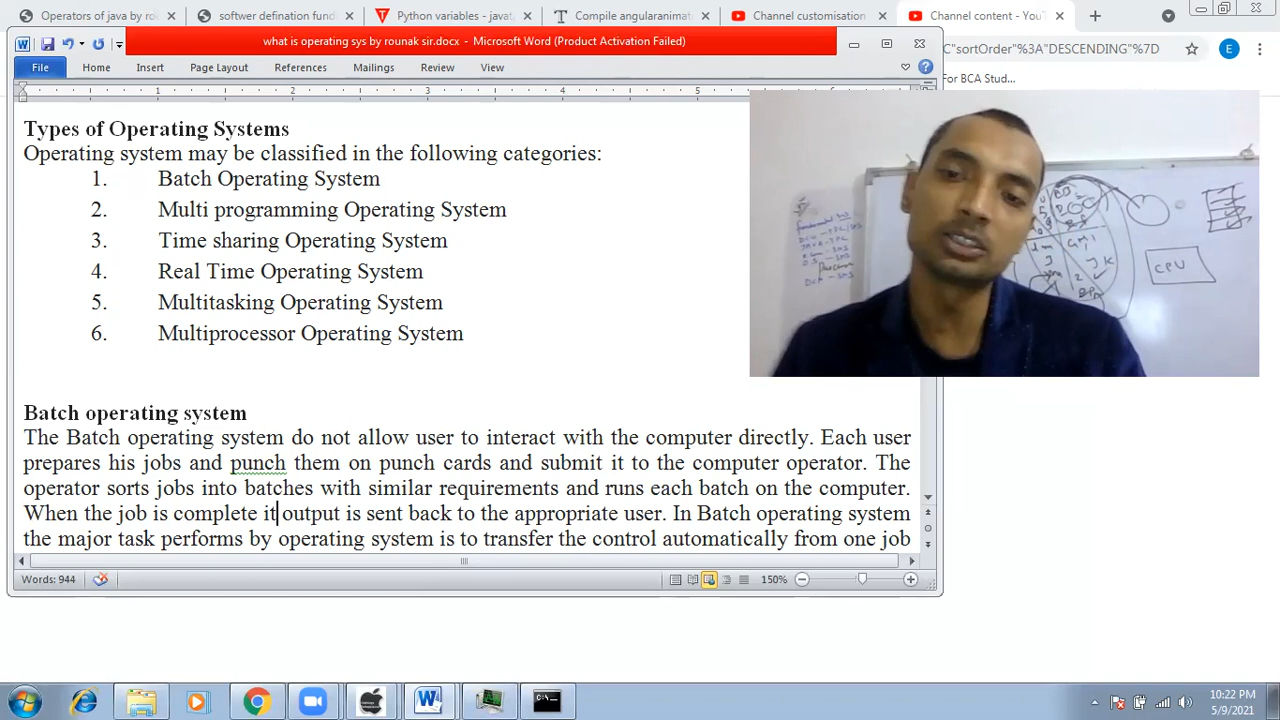 Operators of java by ro
softwer defination fund
Python variables - javat
Compile angularanimat
Channel customisation
Channel content - YouT
C"sortOrder"%3A"DESCENDING"%7D
E
For BCA Stud...
what is operating sys by rounak sir.docx - Microsoft Word (Product Activation Failed)
File Home Insert Page Layout References Mailings Review View
1 2 3 4 5 6
Types of Operating Systems
Operating system may be classified in the following categories:
1. Batch Operating System
2. Multi programming Operating System
3. Time sharing Operating System
4. Real Time Operating System
5. Multitasking Operating System
6. Multiprocessor Operating System
CPU
Batch operating system
The Batch operating system do not allow user to interact with the computer directly. Each user
prepares his jobs and punch them on punch cards and submit it to the computer operator. The
operator sorts jobs into batches with similar requirements and runs each batch on the computer.
When the job is complete it output is sent back to the appropriate user. In Batch operating system
the major task performs by operating system is to transfer the control automatically from one job
Words: 944
150%
10:22 PM
5/9/2021